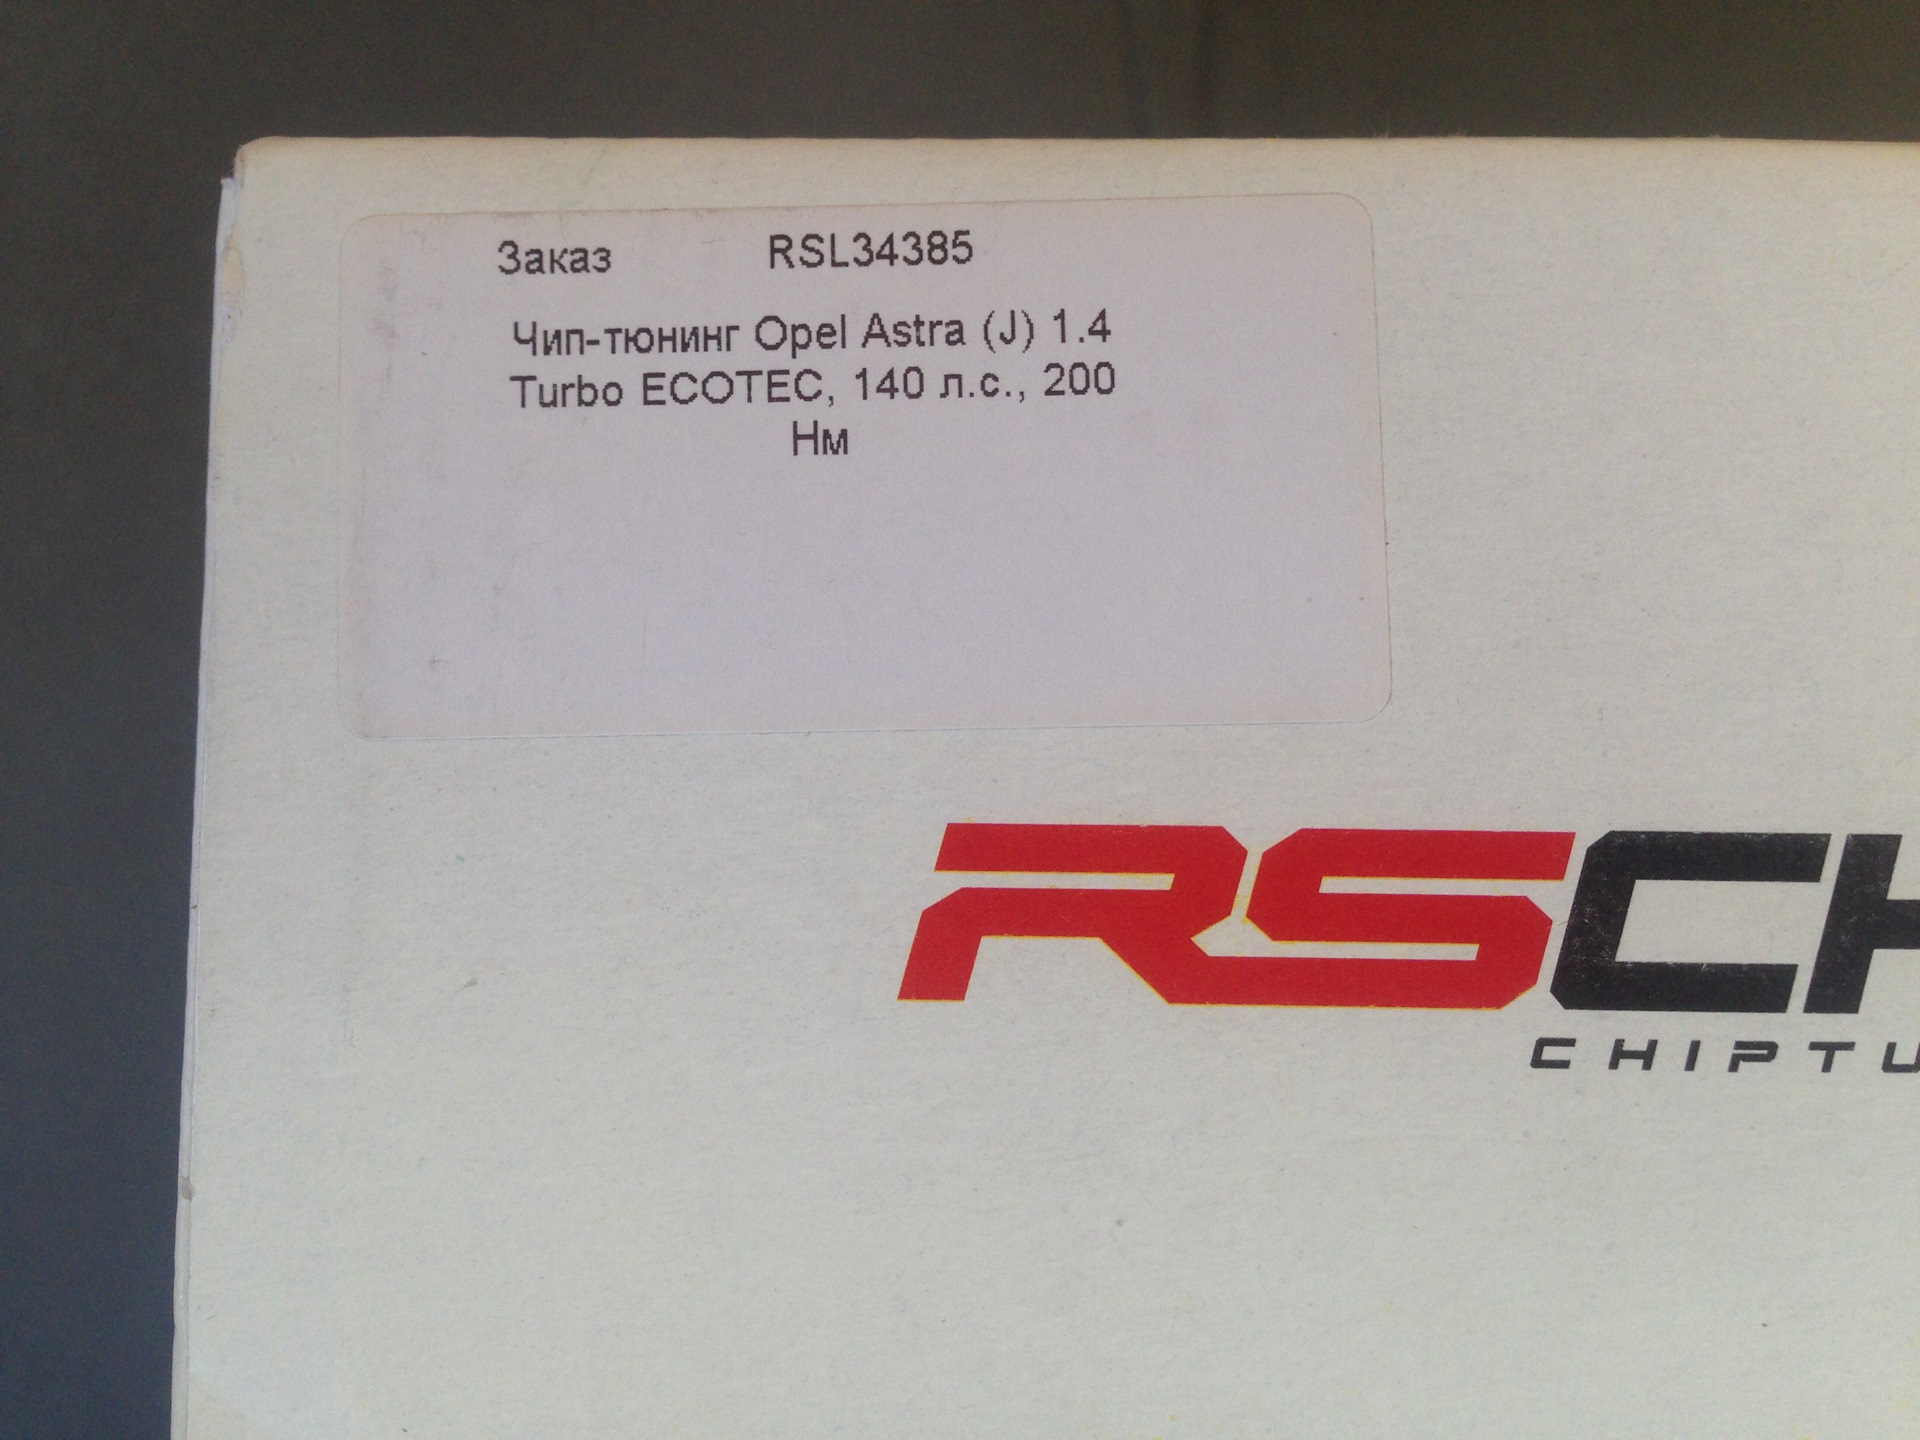 Заказ RSL34385
Чип-тюнинг Opel Astra (J) 1.4
Turbo ECOTEC, 140 л.с., 200
Нм
RSCH
CHIPTU